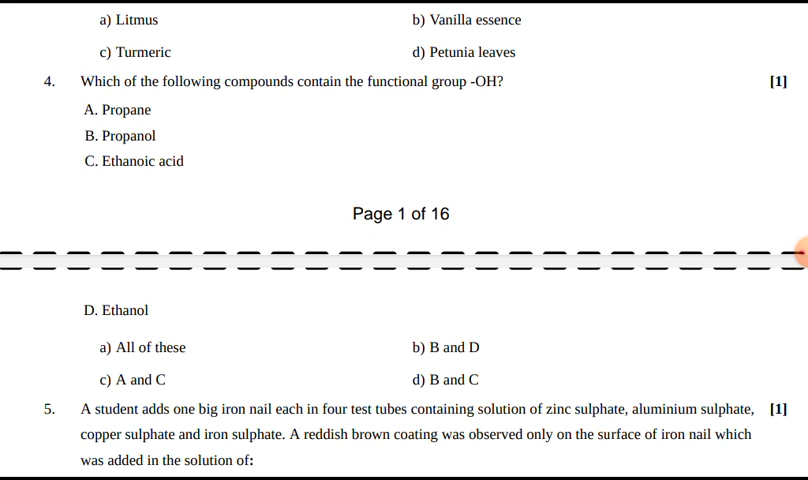 a) Litmus b) Vanilla essence
c) Turmeric d) Petunia leaves
4. Which of the following compounds contain the functional group -OH? [1]
A. Propane
B. Propanol
C. Ethanoic acid
Page 1 of 16
D. Ethanol
a) All of these b) B and D
c) A and C d) B and C
5. A student adds one big iron nail each in four test tubes containing solution of zinc sulphate, aluminium sulphate, [1]
copper sulphate and iron sulphate. A reddish brown coating was observed only on the surface of iron nail which
was added in the solution of: